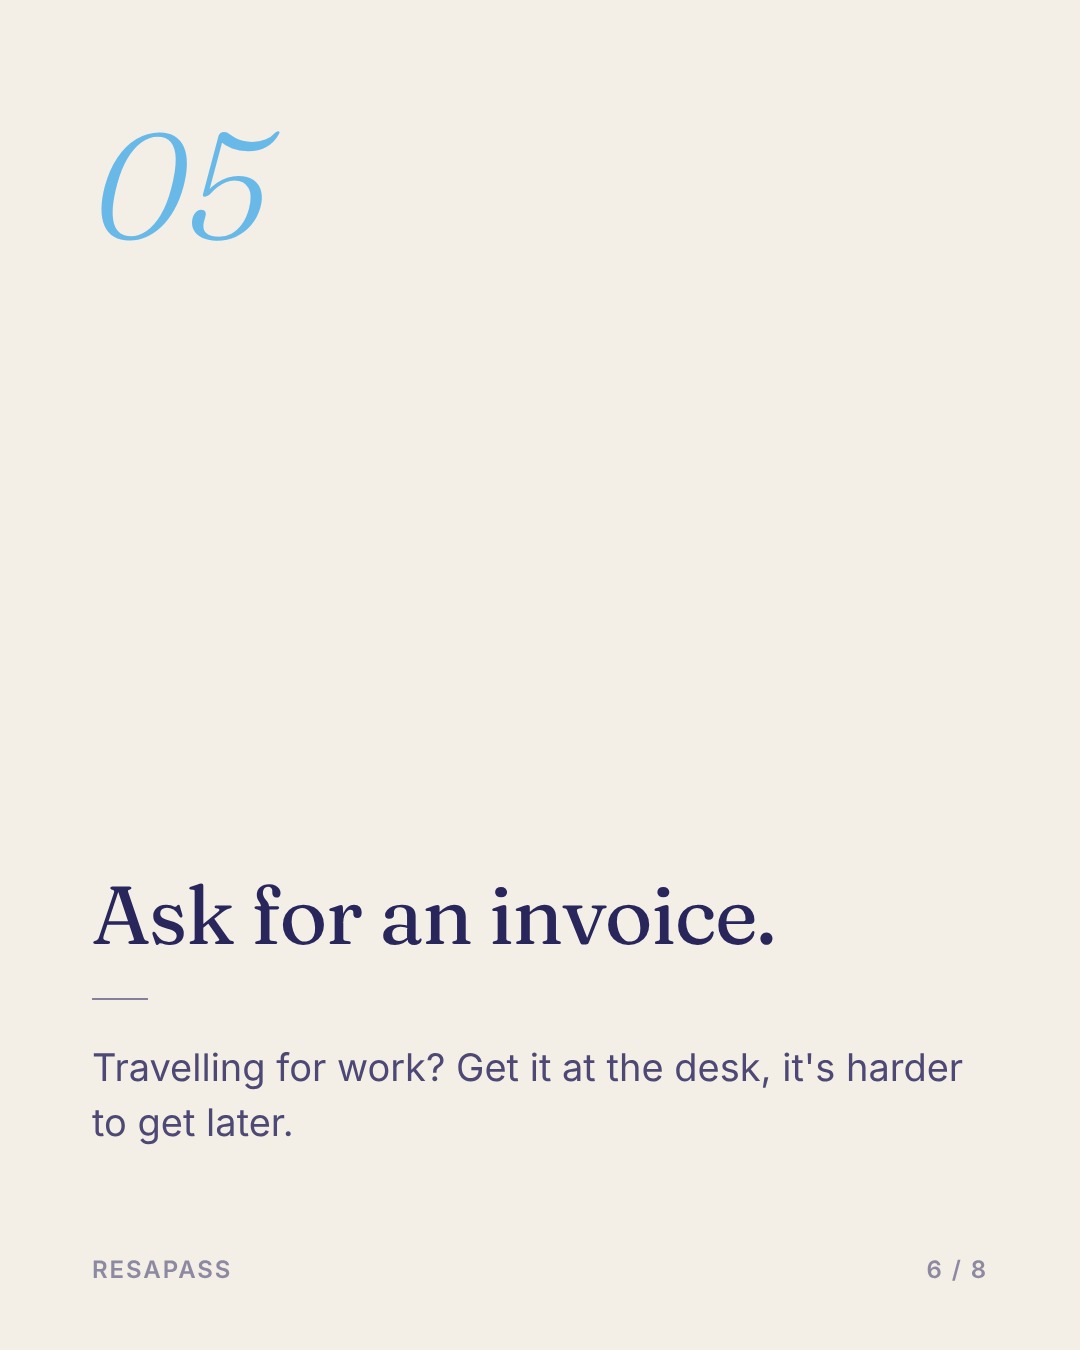 05
Ask for an invoice.
Travelling for work? Get it at the desk, it's harder
to get later.
RESAPASS
6 / 8